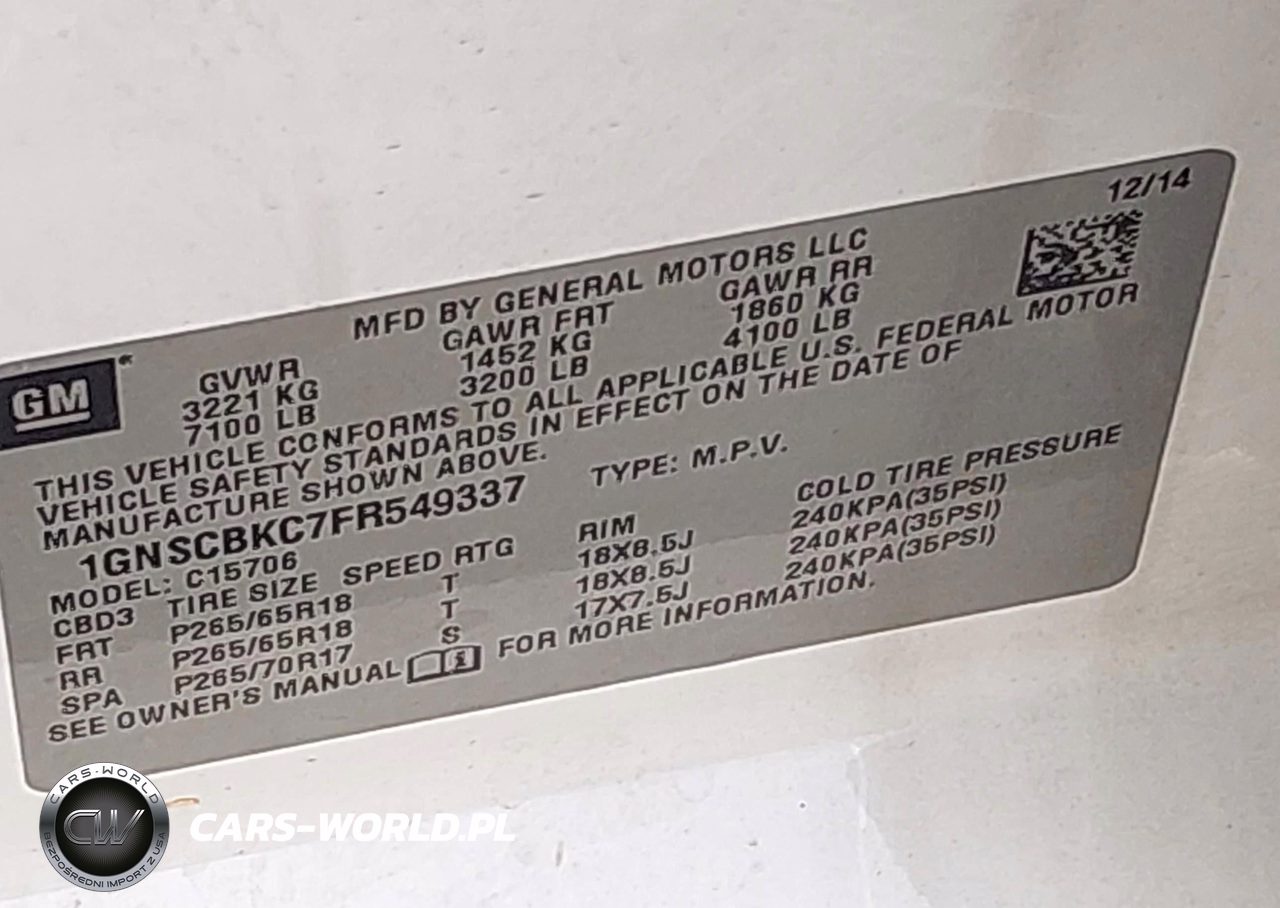 12/14
MFD BY GENERAL MOTORS LLC
GM
GVWR GAWR FRT GAWR RR
3221 KG 1452 KG 1860 KG
7100 LB 3200 LB 4100 LB
THIS VEHICLE CONFORMS TO ALL APPLICABLE U.S. FEDERAL MOTOR
VEHICLE SAFETY STANDARDS IN EFFECT ON THE DATE OF
MANUFACTURE SHOWN ABOVE.
1GNSCBKC7FR549337 TYPE: M.P.V.
MODEL: C15706
CBD3 TIRE SIZE SPEED RTG RIM COLD TIRE PRESSURE
FRT P265/65R18 T 18X8.5J 240KPA(35PSI)
RR P265/65R18 T 18X8.5J 240KPA(35PSI)
SPA P265/70R17 S 17X7.5J 240KPA(35PSI)
SEE OWNER'S MANUAL FOR MORE INFORMATION.
CARS-WORLD
CW
BEZPOŚREDNI IMPORT Z USA
CARS-WORLD.PL